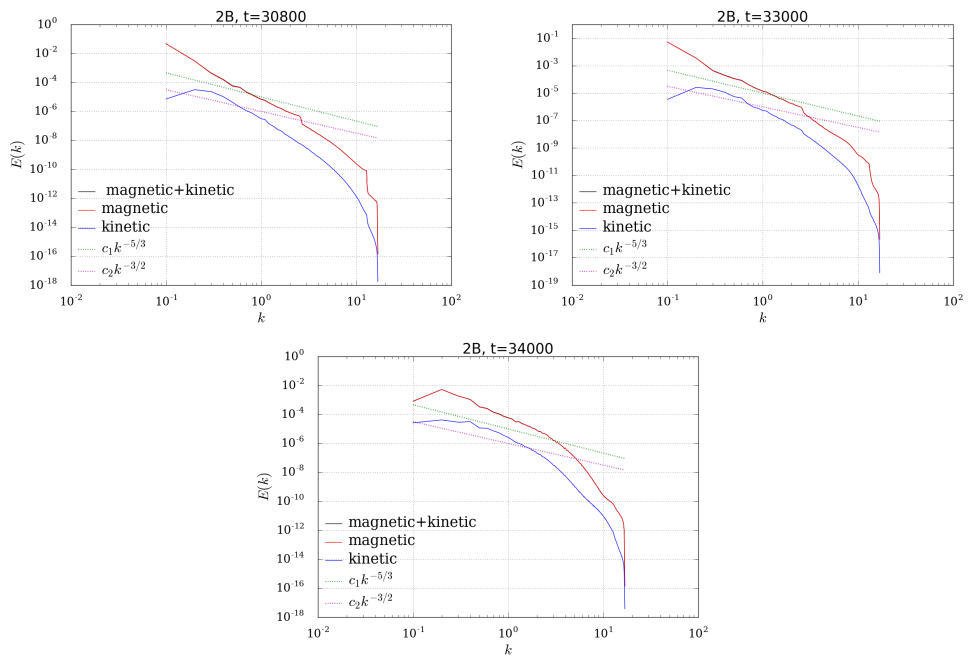 2B, t=30800
10^0
10^-2
10^-4
10^-6
10^-8
10^-10
10^-12
10^-14
10^-16
10^-18
E(k)
magnetic+kinetic
magnetic
kinetic
c_1k^{-5/3}
c_2k^{-3/2}
10^-2 10^-1 10^0 10^1 10^2
k
2B, t=33000
10^-1
10^-3
10^-5
10^-7
10^-9
10^-11
10^-13
10^-15
10^-17
10^-19
E(k)
magnetic+kinetic
magnetic
kinetic
c_1k^{-5/3}
c_2k^{-3/2}
10^-2 10^-1 10^0 10^1 10^2
k
2B, t=34000
10^0
10^-2
10^-4
10^-6
10^-8
10^-10
10^-12
10^-14
10^-16
10^-18
E(k)
magnetic+kinetic
magnetic
kinetic
c_1k^{-5/3}
c_2k^{-3/2}
10^-2 10^-1 10^0 10^1 10^2
k